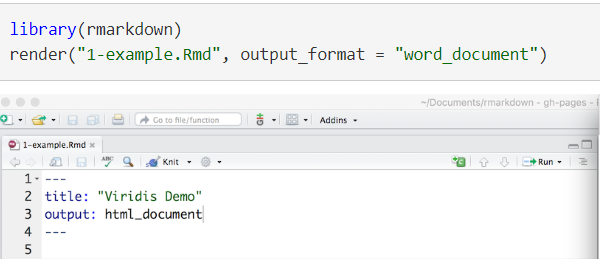 library(rmarkdown)
render("1-example.Rmd", output_format = "word_document")
~/Documents/rmarkdown - gh-pages -
Go to file/function
Addins
1-example.Rmd
ABC
Knit
Run
1 ---
2 title: "Viridis Demo"
3 output: html_document
4 ---
5